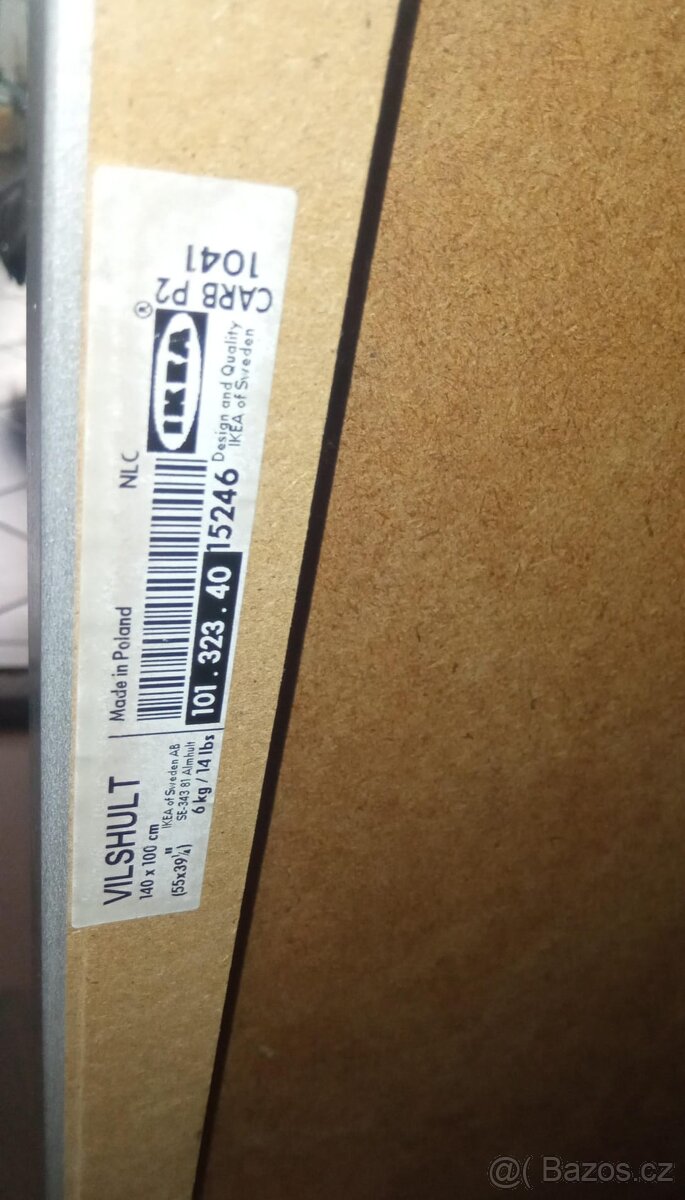 VILSHULT
140 x 100 cm
(55x39¼)"
IKEA of Sweden AB
SE-343 81 Älmhult
6 kg / 14 lbs
Made in Poland
NLC
101.323.40
15246
IKEA®
Design and Quality
IKEA of Sweden
CARB P2
1041
@( Bazos.cz